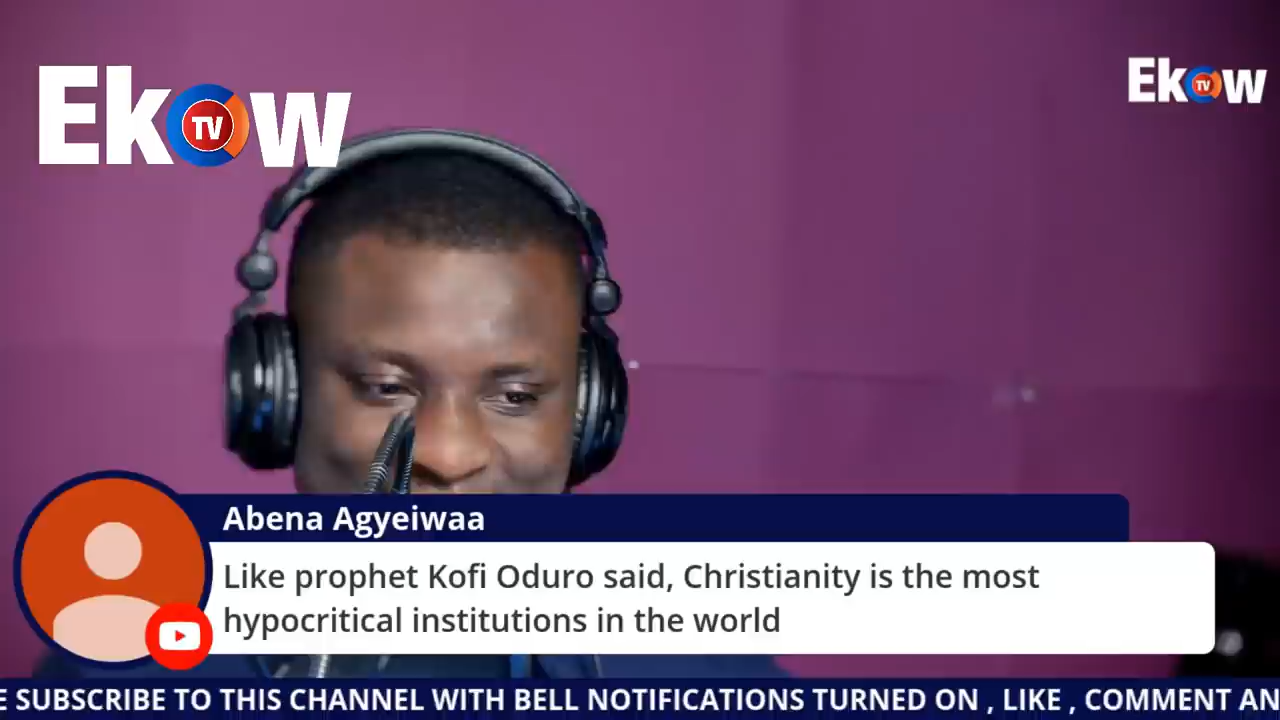 Ekow
TV
Ekow
TV
Abena Agyeiwaa
Like prophet Kofi Oduro said, Christianity is the most
hypocritical institutions in the world
E SUBSCRIBE TO THIS CHANNEL WITH BELL NOTIFICATIONS TURNED ON , LIKE , COMMENT AN